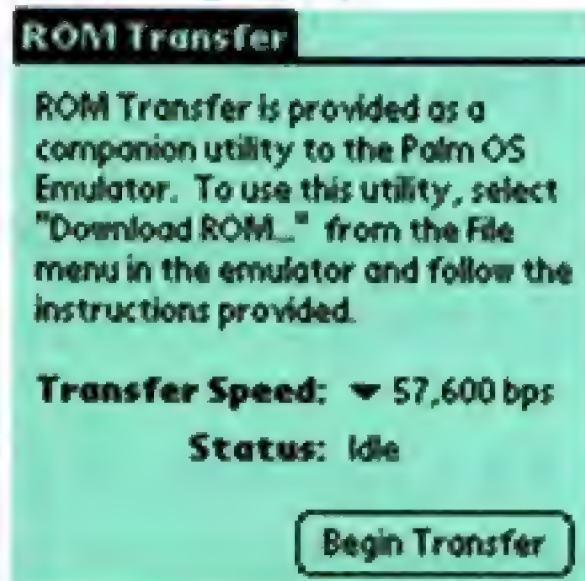 ROM Transfer
ROM Transfer is provided as a
companion utility to the Palm OS
Emulator. To use this utility, select
"Download ROM..." from the File
menu in the emulator and follow the
instructions provided.
Transfer Speed: 57,600 bps
Status: Idle
Begin Transfer